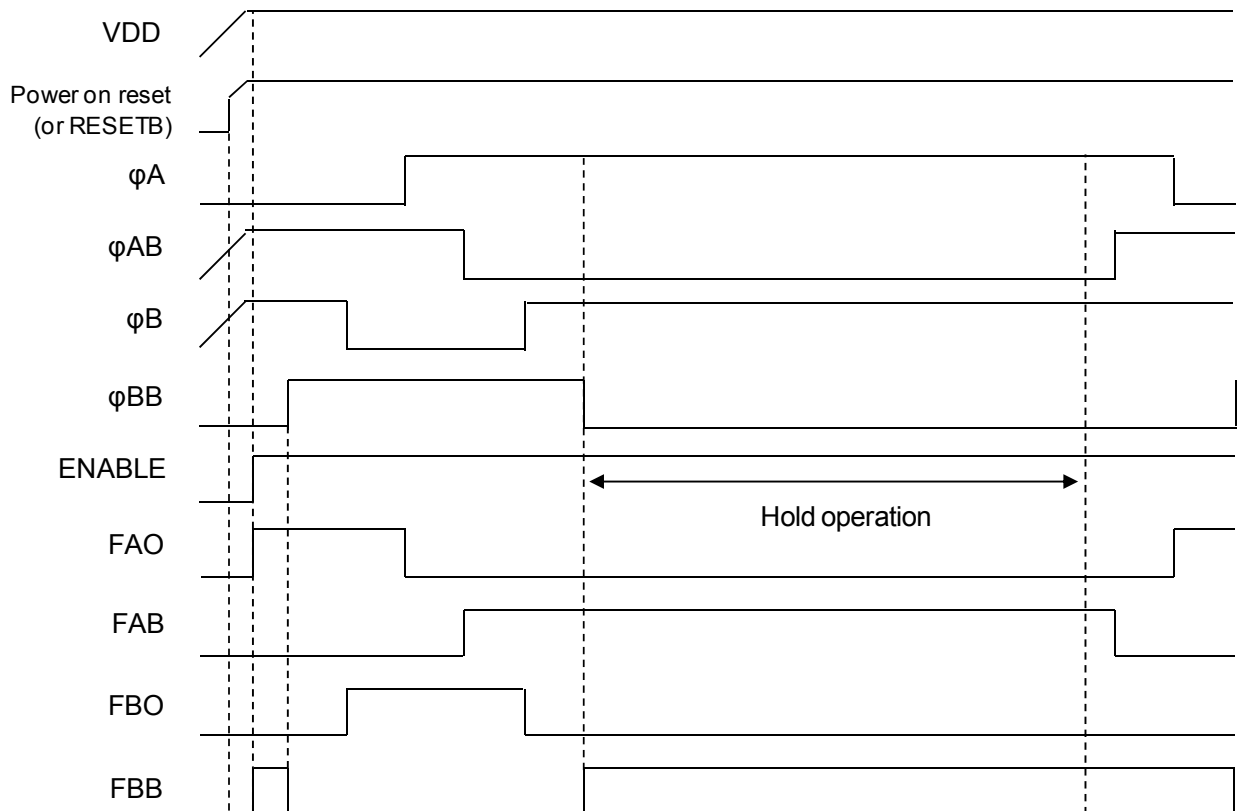 VDD
Power on reset
(or RESETB)
φA
φAB
φB
φBB
ENABLE
Hold operation
FAO
FAB
FBO
FBB